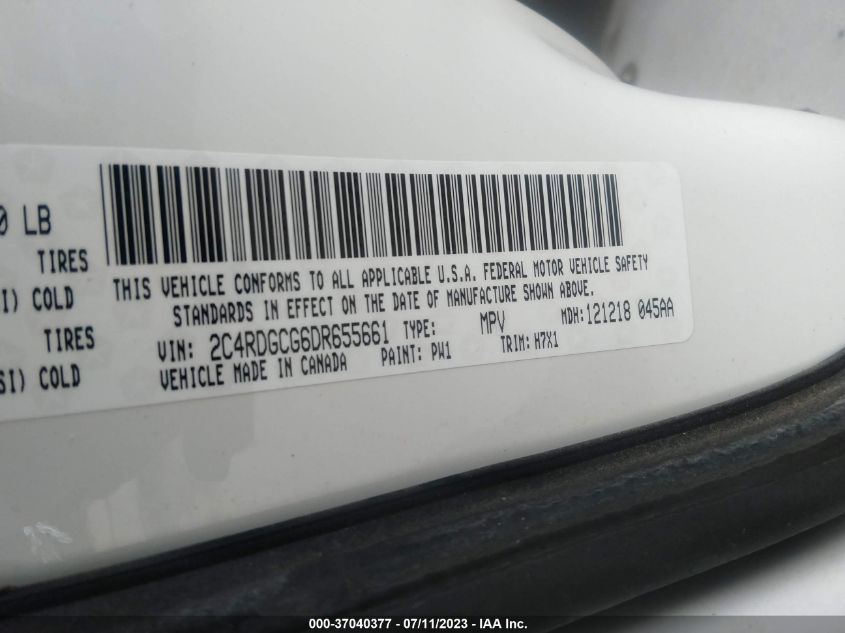 0 LB
TIRES
SI) COLD
TIRES
SI) COLD
THIS VEHICLE CONFORMS TO ALL APPLICABLE U.S.A. FEDERAL MOTOR VEHICLE SAFETY
STANDARDS IN EFFECT ON THE DATE OF MANUFACTURE SHOWN ABOVE.
VIN: 2C4RDGCG6DR655661 TYPE: MPV MDH: 121218 045AA
VEHICLE MADE IN CANADA PAINT: PW1 TRIM: H7X1
000-37040377 / 07/11/2023 - IAA Inc.